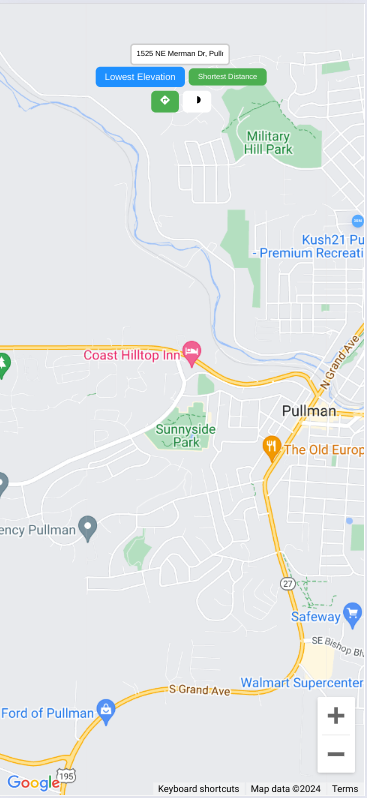 1525 NE Merman Dr, Pull
Lowest Elevation
Shortest Distance
Military
Hill Park
Kush21 Pu
- Premium Recreati
N Grand Ave
Coast Hilltop Inn
Pullman
Sunnyside
Park
The Old Europ
ency Pullman
27
Safeway
SE Bishop Blv
Walmart Supercenter
S Grand Ave
Ford of Pullman
195
Google
Keyboard shortcuts
Map data ©2024
Terms